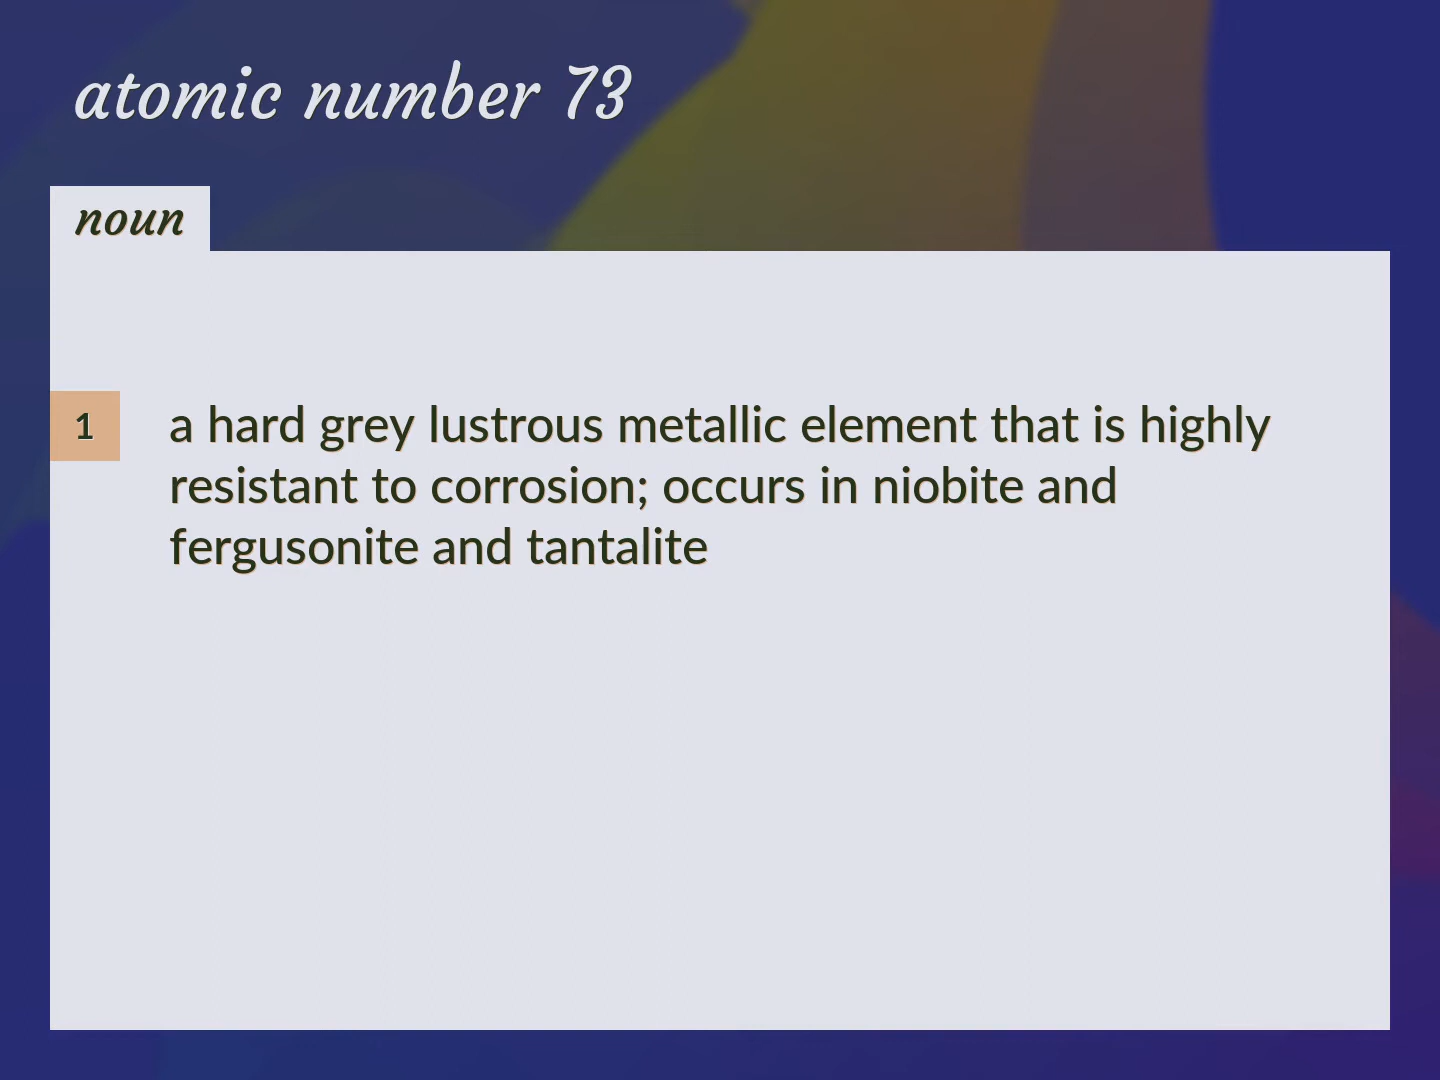 atomic number 73
noun
1
a hard grey lustrous metallic element that is highly
resistant to corrosion; occurs in niobite and
fergusonite and tantalite